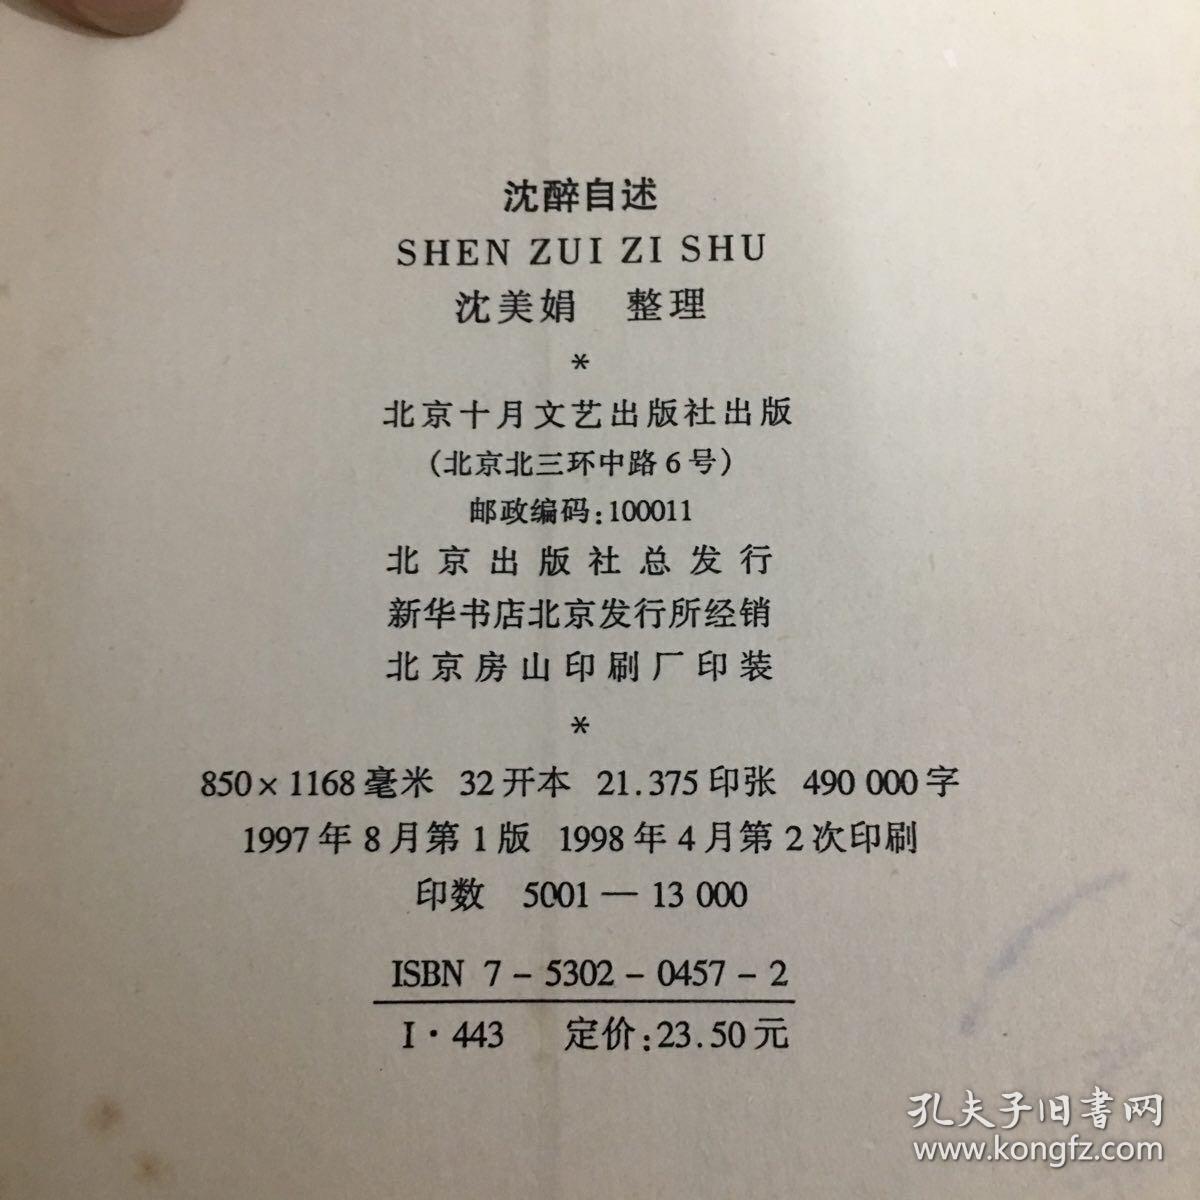 沈醉自述
SHEN ZUI ZI SHU
沈美娟 整理
*
北京十月文艺出版社出版
(北京北三环中路6号)
邮政编码:100011
北京出版社总发行
新华书店北京发行所经销
北京房山印刷厂印装
*
850×1168毫米 32开本 21.375印张 490 000字
1997年8月第1版 1998年4月第2次印刷
印数 5001—13 000
ISBN 7-5302-0457-2
I·443 定价:23.50元
孔夫子旧書网
www.kongfz.com